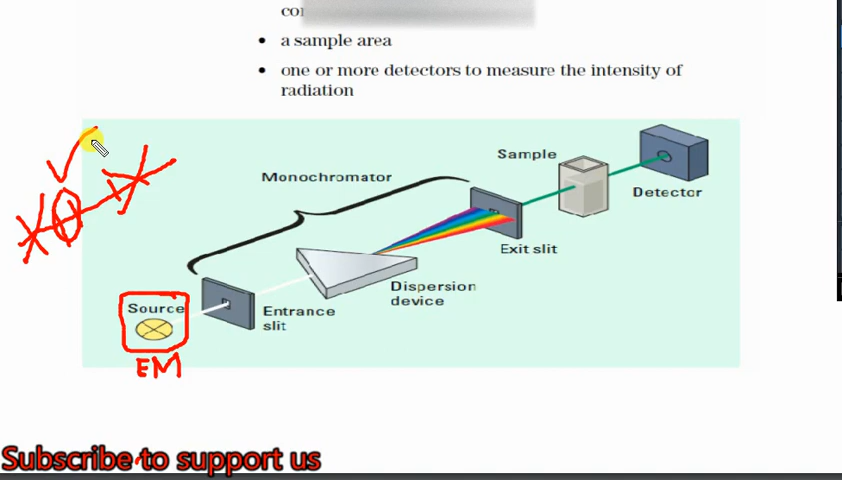 • a sample area
• one or more detectors to measure the intensity of
radiation
Sample
Monochromator
Detector
Exit slit
Dispersion
device
Source
Entrance
slit
EM
Subscribe to support us